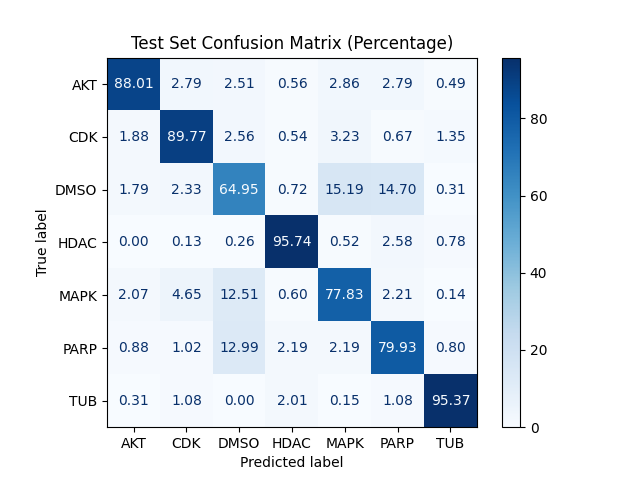 Test Set Confusion Matrix (Percentage)
True label
AKT 88.01 2.79 2.51 0.56 2.86 2.79 0.49
CDK 1.88 89.77 2.56 0.54 3.23 0.67 1.35
DMSO 1.79 2.33 64.95 0.72 15.19 14.70 0.31
HDAC 0.00 0.13 0.26 95.74 0.52 2.58 0.78
MAPK 2.07 4.65 12.51 0.60 77.83 2.21 0.14
PARP 0.88 1.02 12.99 2.19 2.19 79.93 0.80
TUB 0.31 1.08 0.00 2.01 0.15 1.08 95.37
AKT CDK DMSO HDAC MAPK PARP TUB
Predicted label
80
60
40
20
0